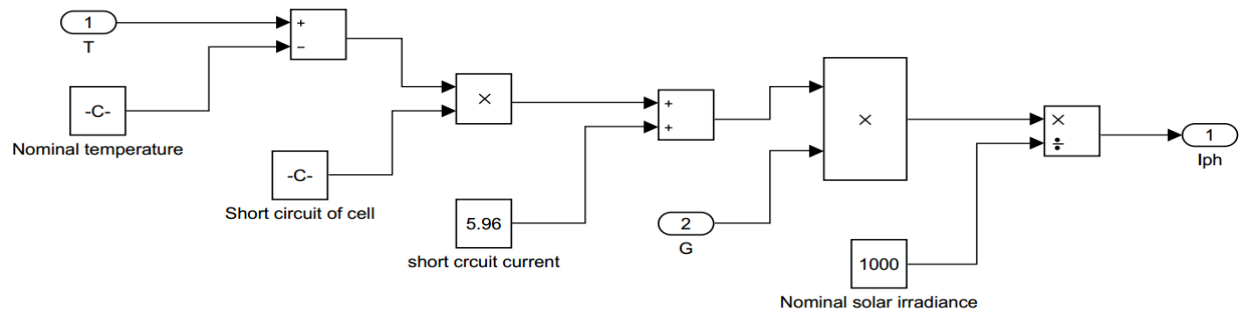 1
T
+
−
-C-
Nominal temperature
×
-C-
Short circuit of cell
+
+
5.96
short crcuit current
×
2
G
×
÷
1000
Nominal solar irradiance
1
Iph